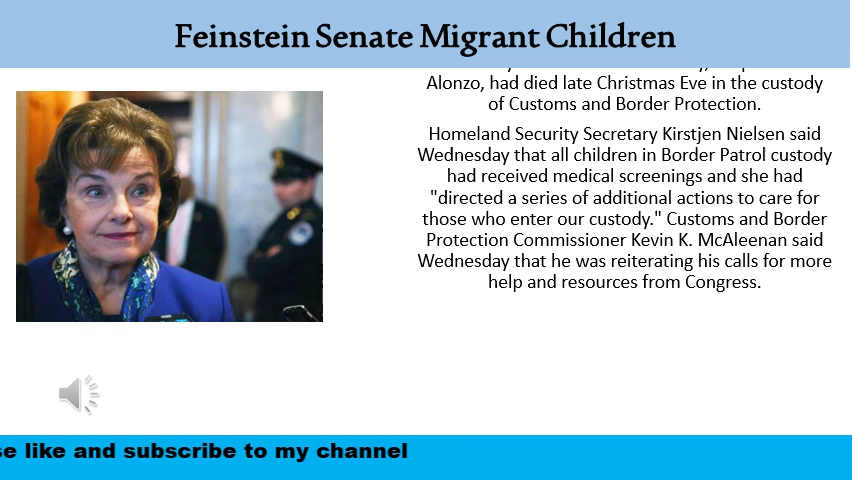 Feinstein Senate Migrant Children
Alonzo, had died late Christmas Eve in the custody
of Customs and Border Protection.
Homeland Security Secretary Kirstjen Nielsen said
Wednesday that all children in Border Patrol custody
had received medical screenings and she had
"directed a series of additional actions to care for
those who enter our custody." Customs and Border
Protection Commissioner Kevin K. McAleenan said
Wednesday that he was reiterating his calls for more
help and resources from Congress.
se like and subscribe to my channel